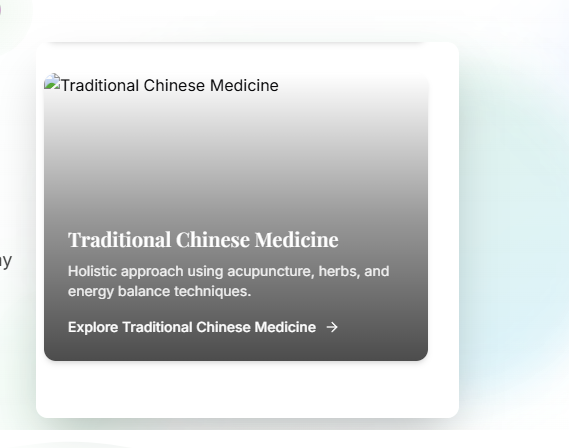 Traditional Chinese Medicine
Traditional Chinese Medicine
Holistic approach using acupuncture, herbs, and
energy balance techniques.
Explore Traditional Chinese Medicine →